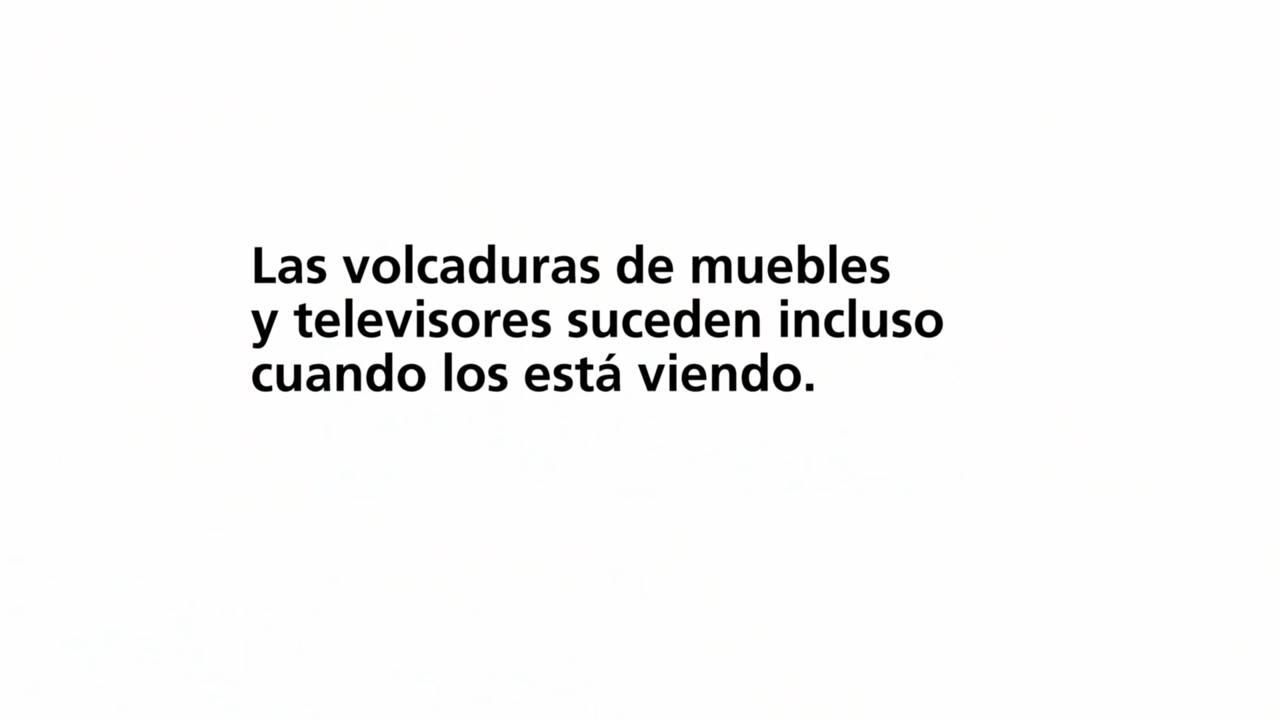 Las volcaduras de muebles
y televisores suceden incluso
cuando los está viendo.